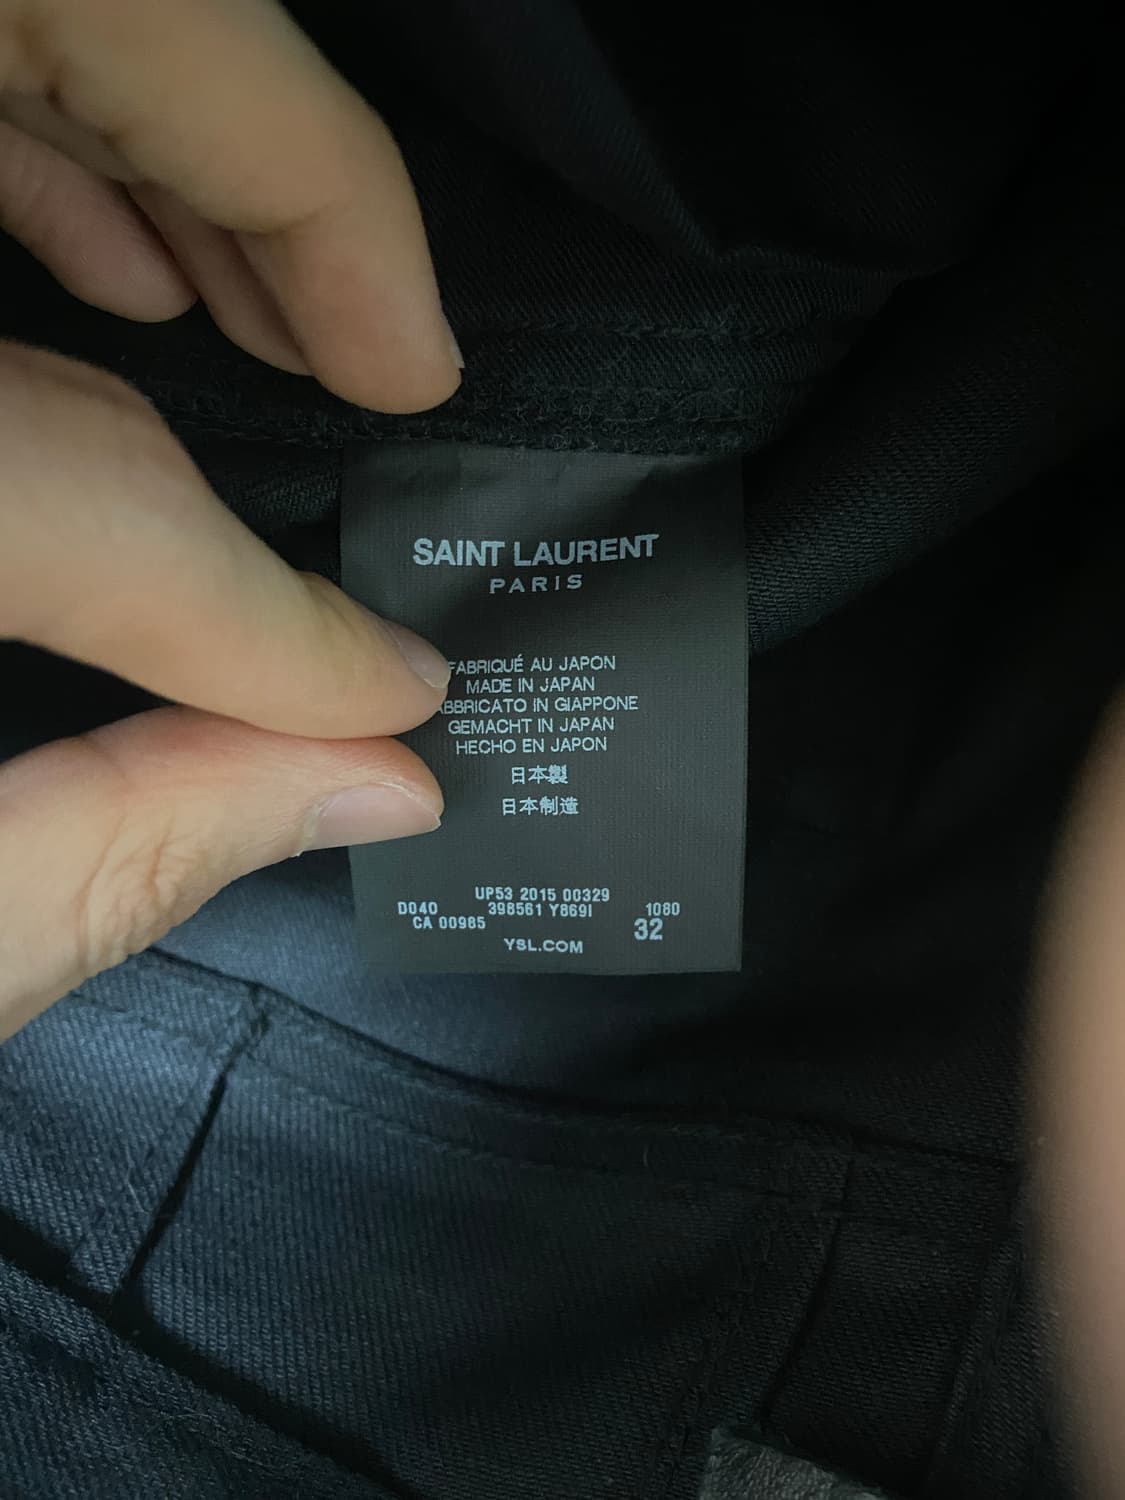 SAINT LAURENT
PARIS
FABRIQUÉ AU JAPON
MADE IN JAPAN
ABBRICATO IN GIAPPONE
GEMACHT IN JAPAN
HECHO EN JAPON
日本製
日本制造
UP53 2015 00329
D040 398561 Y869I 1080
CA 00985 32
YSL.COM